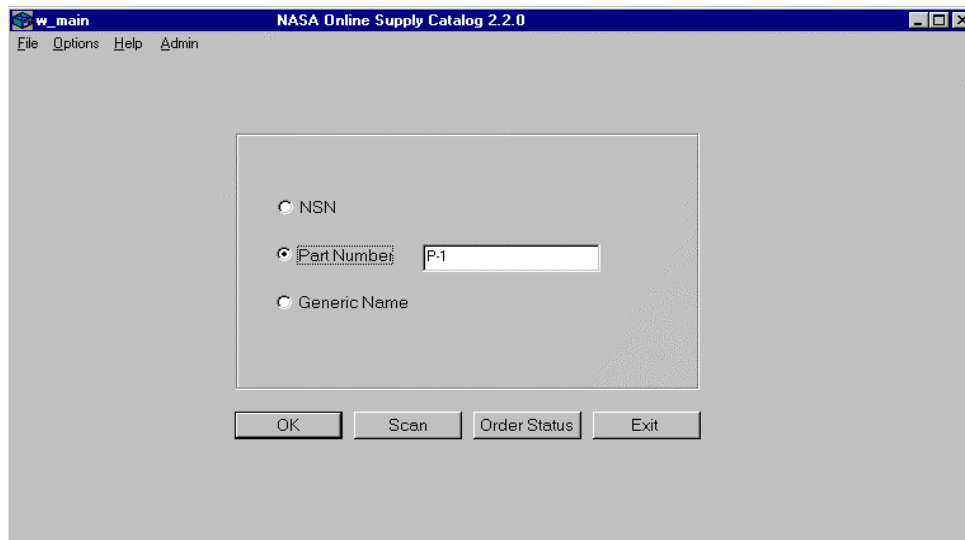 w_main NASA Online Supply Catalog 2.2.0
File Options Help Admin
NSN
Part Number P-1
Generic Name
OK Scan Order Status Exit